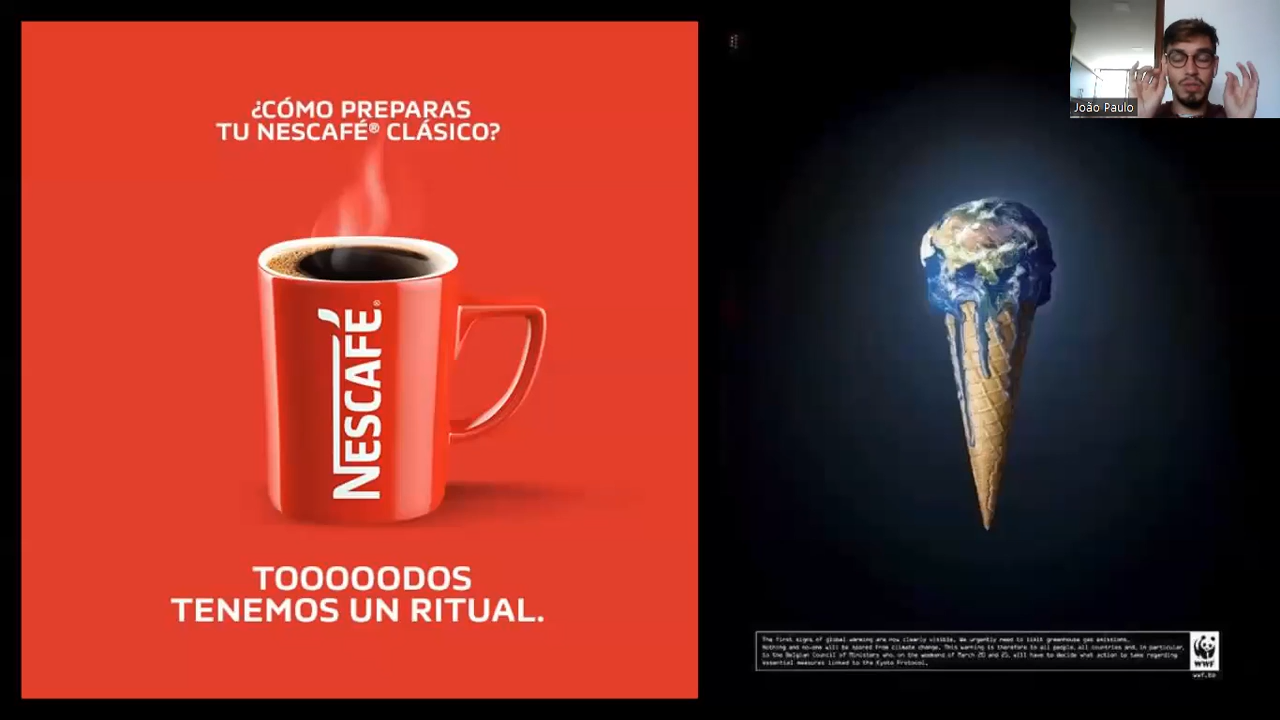 ¿CÓMO PREPARAS
TU NESCAFÉ® CLÁSICO?
NESCAFÉ®
TOOOOODOS
TENEMOS UN RITUAL.
João Paulo
The first signs of global warming are now clearly visible. We urgently need to limit greenhouse gas emissions.
Nothing and no-one will be spared from climate change. This warning is therefore to all people, all countries and, in particular,
to the Belgian Council of Ministers who, on the weekend of March 20 and 21, will have to decide what action to take regarding
essential measures linked to the Kyoto Protocol.
WWF